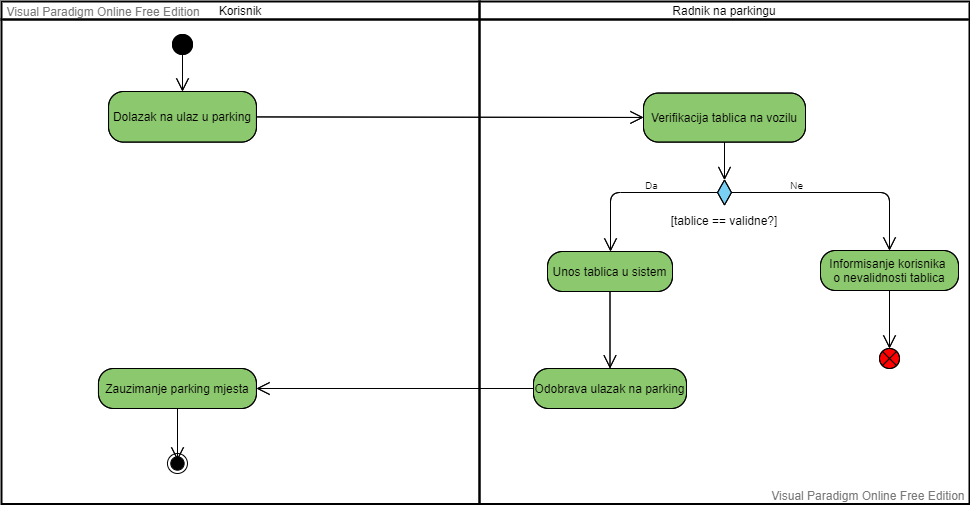 Visual Paradigm Online Free Edition
Korisnik
Radnik na parkingu
Dolazak na ulaz u parking
Verifikacija tablica na vozilu
Da
Ne
[tablice == validne?]
Unos tablica u sistem
Informisanje korisnika
o nevalidnosti tablica
Zauzimanje parking mjesta
Odobrava ulazak na parking
Visual Paradigm Online Free Edition